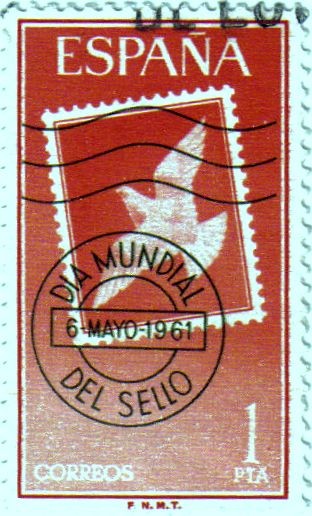 ESPAÑA
DIA MUNDIAL
6-MAYO-1961
DEL SELLO
1
CORREOS
PTA
F. N. M. T.